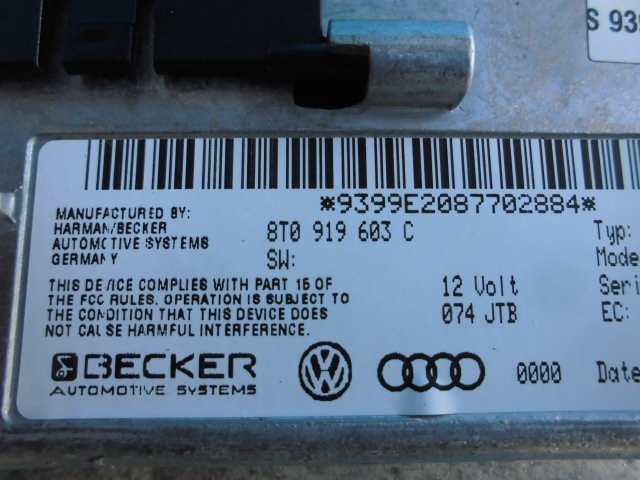 S 939
*9399E2087702884*
MANUFACTURED BY:
HARMAN/BECKER
AUTOMOTIVE SYSTEMS
GERMANY
8T0 919 603 C
SW:
Typ:
Mode
THIS DEVICE COMPLIES WITH PART 15 OF
THE FCC RULES. OPERATION IS SUBJECT TO
THE CONDITION THAT THIS DEVICE DOES
NOT CAUSE HARMFUL INTERFERENCE.
12 Volt
074 JTB
Seri
EC:
BECKER
AUTOMOTIVE SYSTEMS
VW
0000
Date